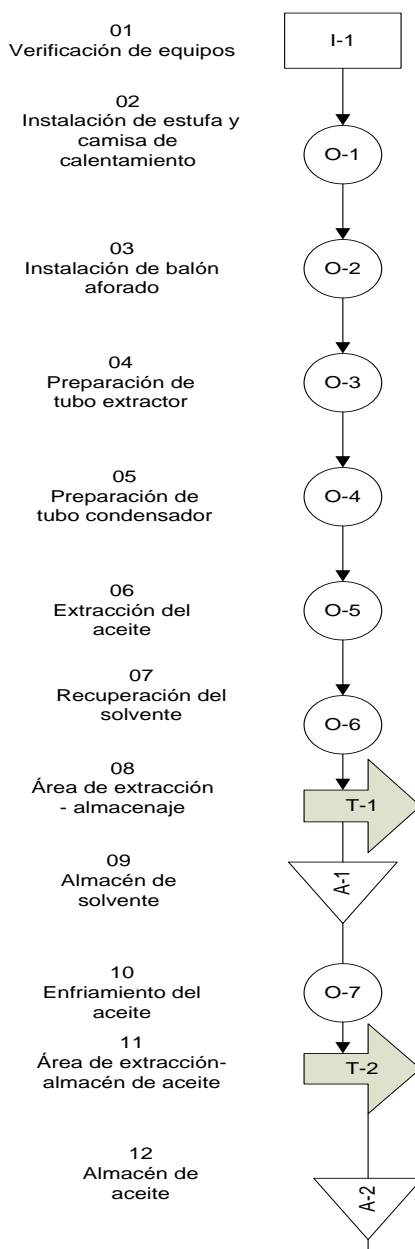 01
Verificación de equipos
I-1
02
Instalación de estufa y
camisa de
calentamiento
O-1
03
Instalación de balón
aforado
O-2
04
Preparación de
tubo extractor
O-3
05
Preparación de
tubo condensador
O-4
06
Extracción del
aceite
O-5
07
Recuperación del
solvente
O-6
08
Área de extracción
- almacenaje
T-1
09
Almacén de
solvente
A-1
10
Enfriamiento del
aceite
O-7
11
Área de extracción-
almacén de aceite
T-2
12
Almacén de
aceite
A-2